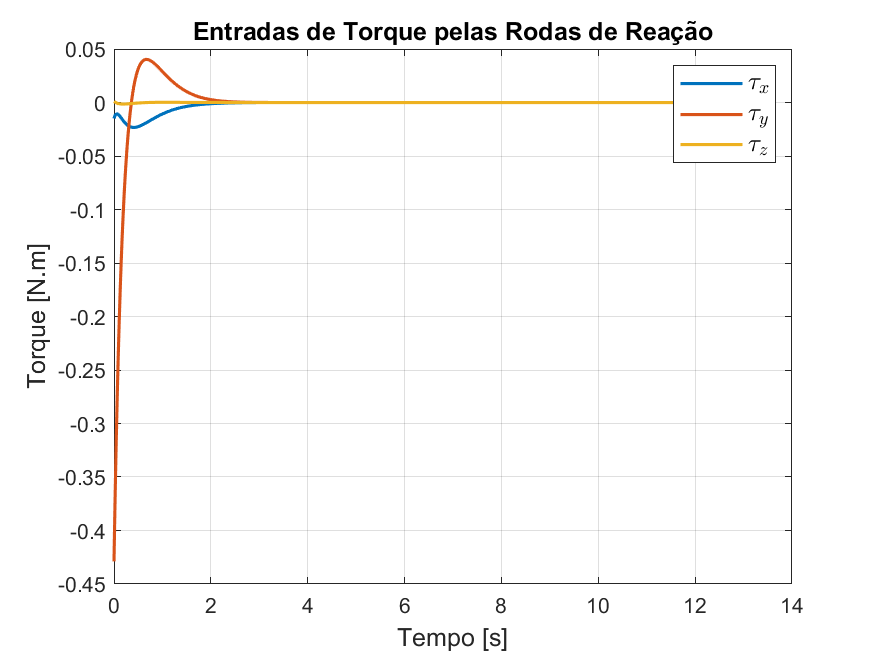 Entradas de Torque pelas Rodas de Reação
0.05
0
-0.05
-0.1
-0.15
-0.2
-0.25
-0.3
-0.35
-0.4
-0.45
Torque [N.m]
τx
τy
τz
0 2 4 6 8 10 12 14
Tempo [s]